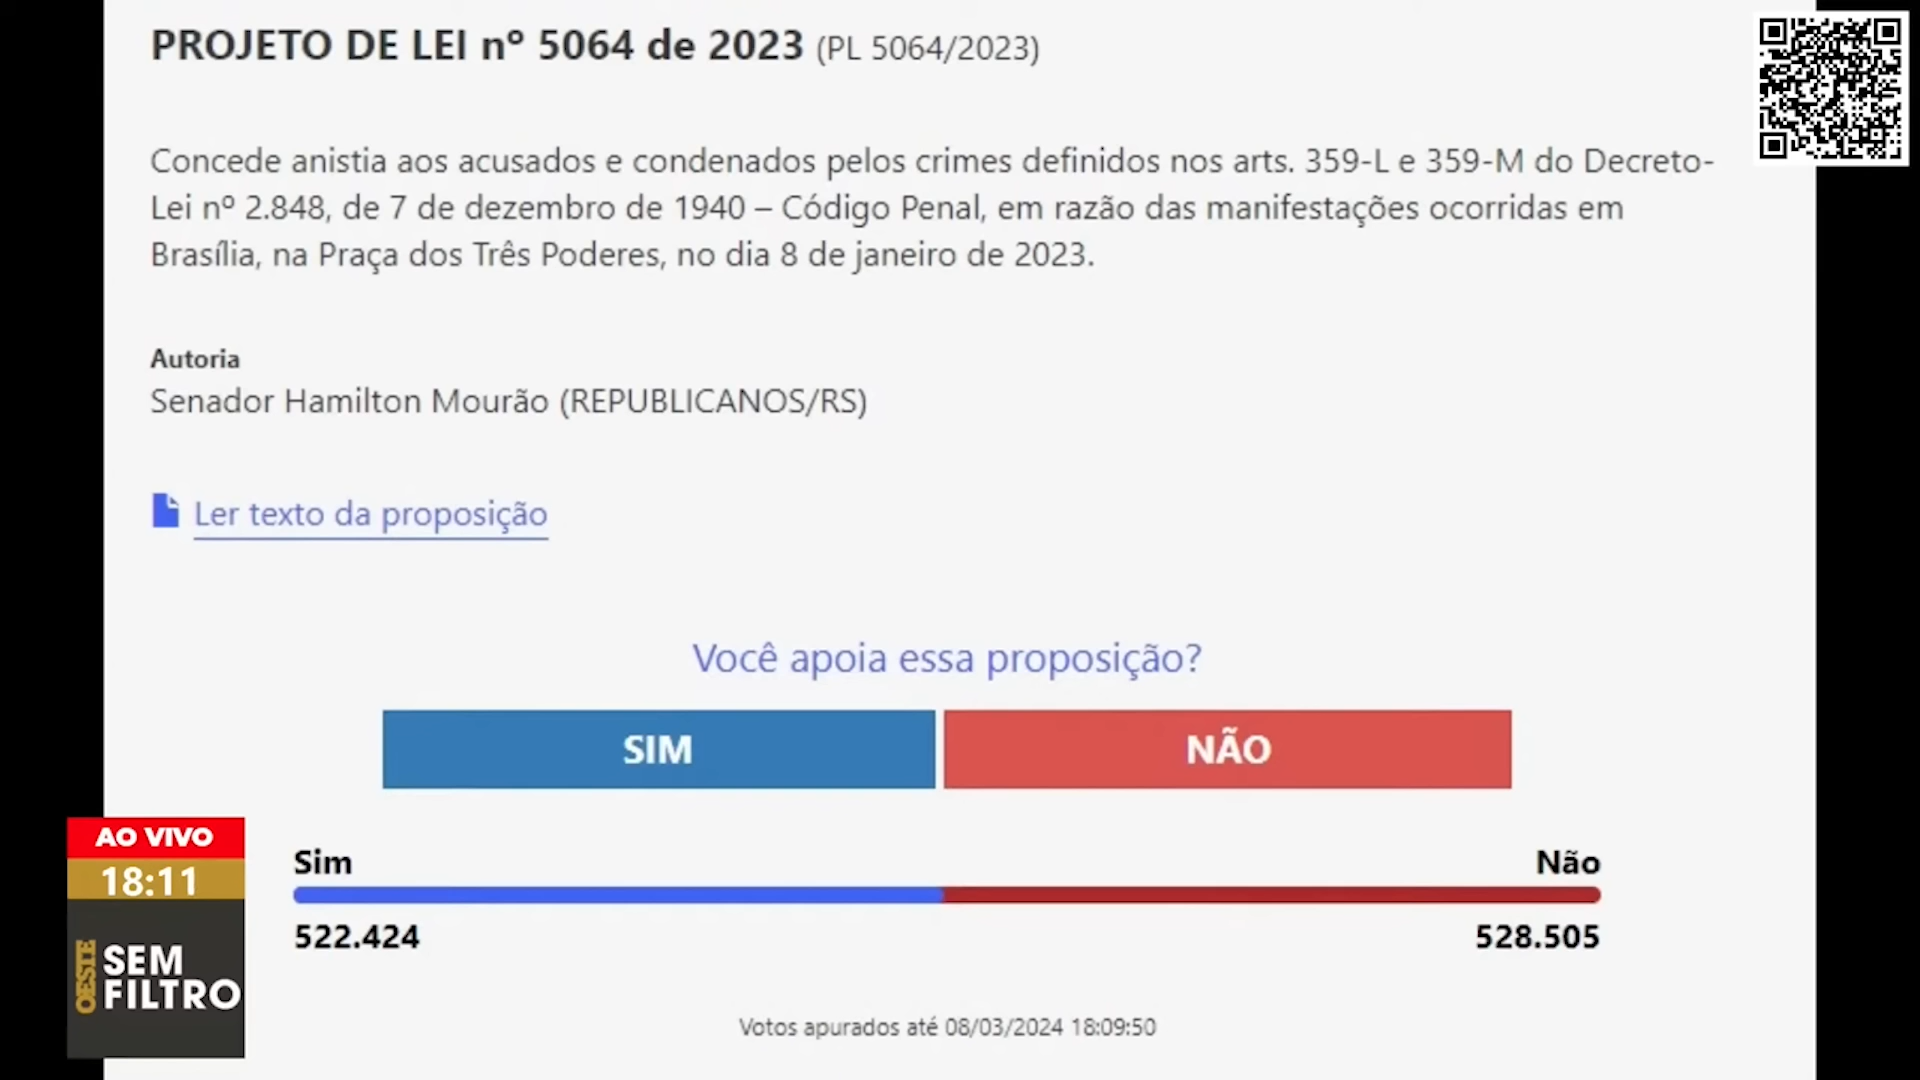 PROJETO DE LEI nº 5064 de 2023 (PL 5064/2023)
Concede anistia aos acusados e condenados pelos crimes definidos nos arts. 359-L e 359-M do Decreto-
Lei nº 2.848, de 7 de dezembro de 1940 – Código Penal, em razão das manifestações ocorridas em
Brasília, na Praça dos Três Poderes, no dia 8 de janeiro de 2023.
Autoria
Senador Hamilton Mourão (REPUBLICANOS/RS)
Ler texto da proposição
Você apoia essa proposição?
SIM
NÃO
Sim
Não
522.424
528.505
Votos apurados até 08/03/2024 18:09:50
AO VIVO
18:11
OESTE
SEM
FILTRO